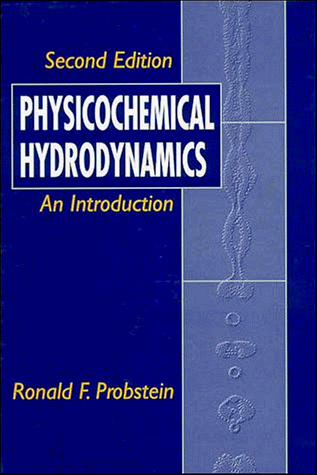 Second Edition
PHYSICOCHEMICAL
HYDRODYNAMICS
An Introduction
Ronald F. Probstein